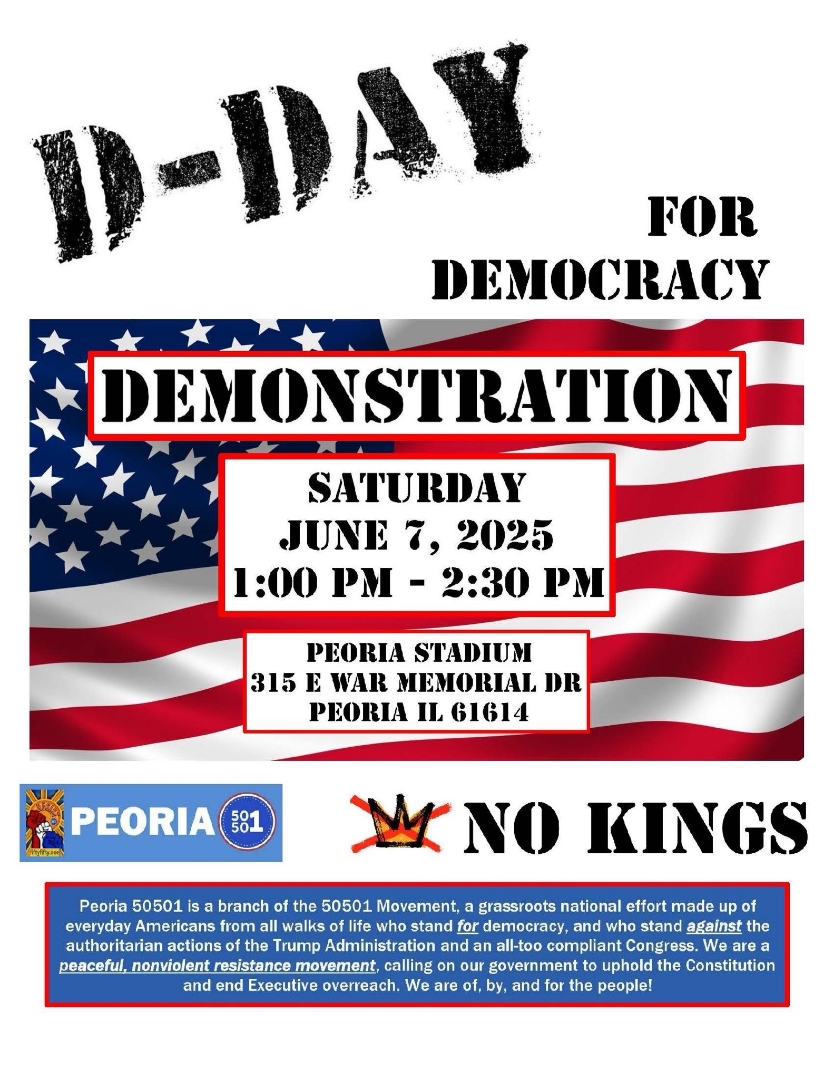 D-DAY
FOR
DEMOCRACY
DEMONSTRATION
SATURDAY
JUNE 7, 2025
1:00 PM - 2:30 PM
PEORIA STADIUM
315 E WAR MEMORIAL DR
PEORIA IL 61614
PEORIA
50
501
NO KINGS
Peoria 50501 is a branch of the 50501 Movement, a grassroots national effort made up of
everyday Americans from all walks of life who stand for democracy, and who stand against the
authoritarian actions of the Trump Administration and an all-too compliant Congress. We are a
peaceful, nonviolent resistance movement, calling on our government to uphold the Constitution
and end Executive overreach. We are of, by, and for the people!